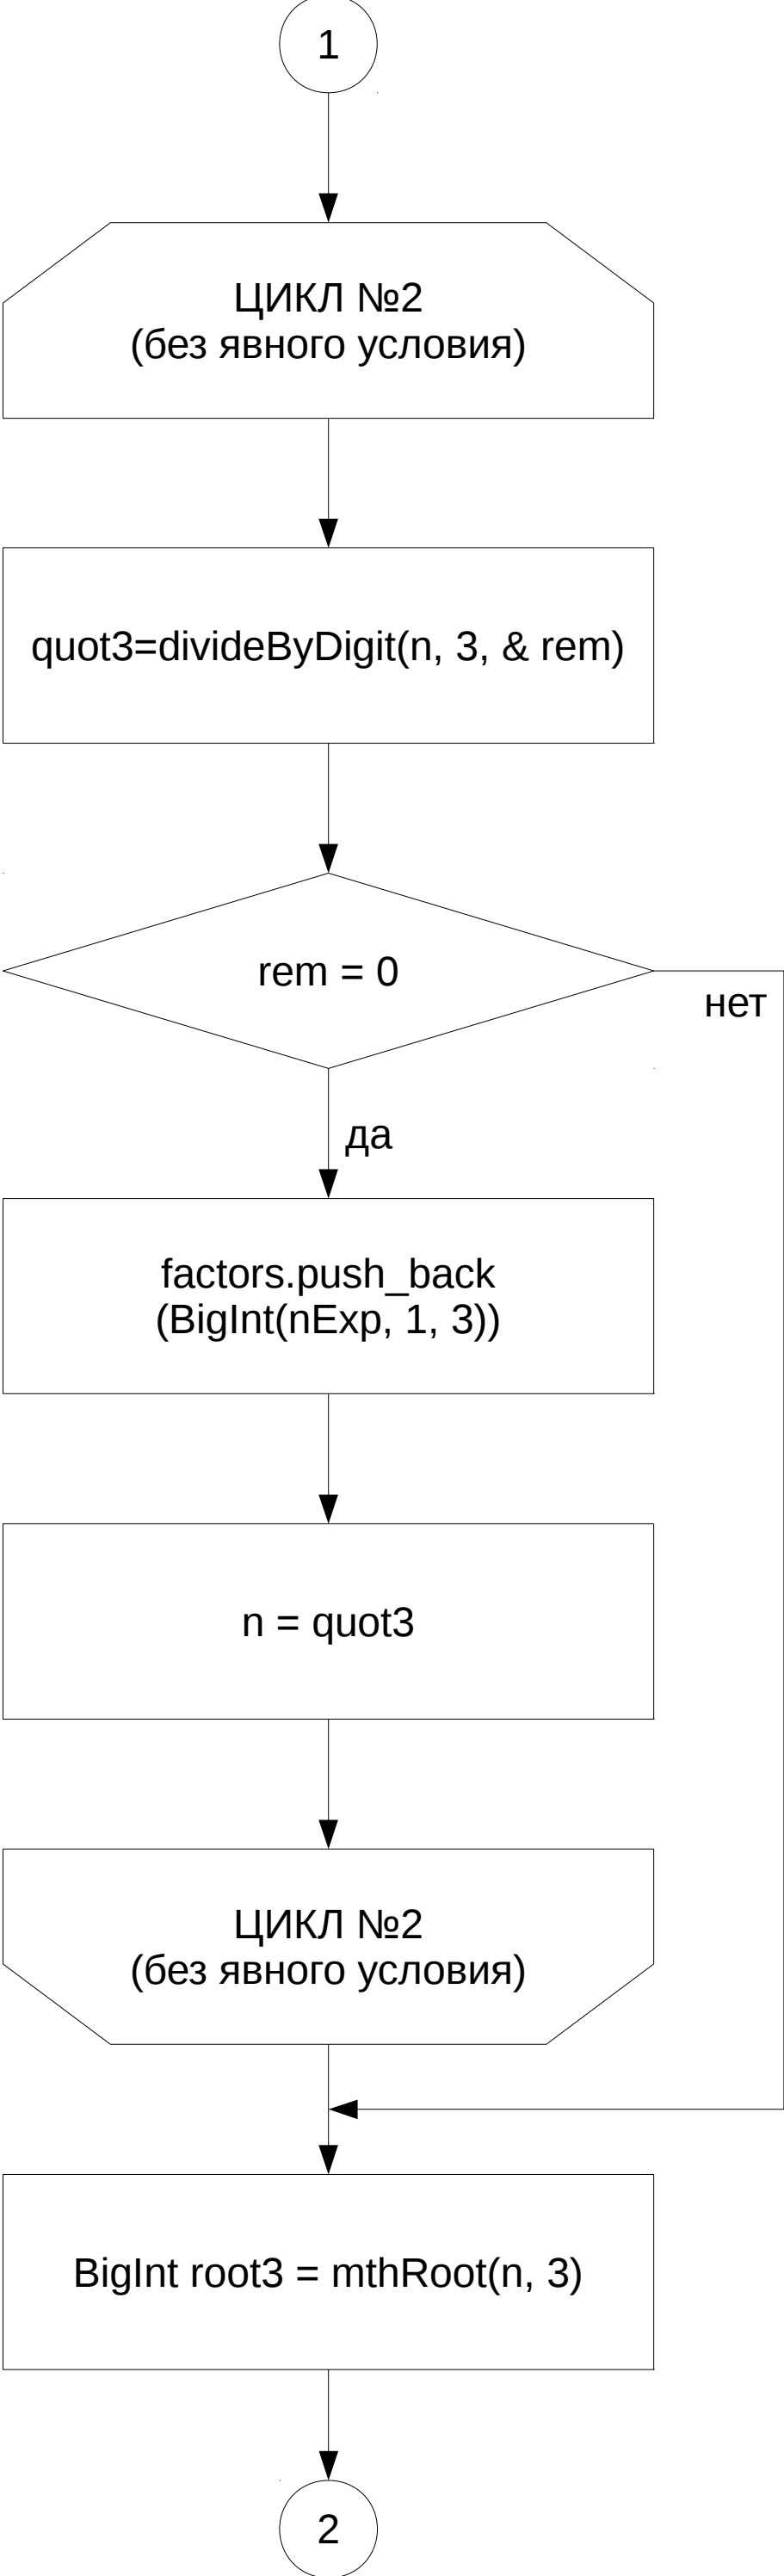 1
ЦИКЛ №2
(без явного условия)
quot3=divideByDigit(n, 3, & rem)
rem = 0
нет
да
factors.push_back
(BigInt(nExp, 1, 3))
n = quot3
ЦИКЛ №2
(без явного условия)
BigInt root3 = mthRoot(n, 3)
2